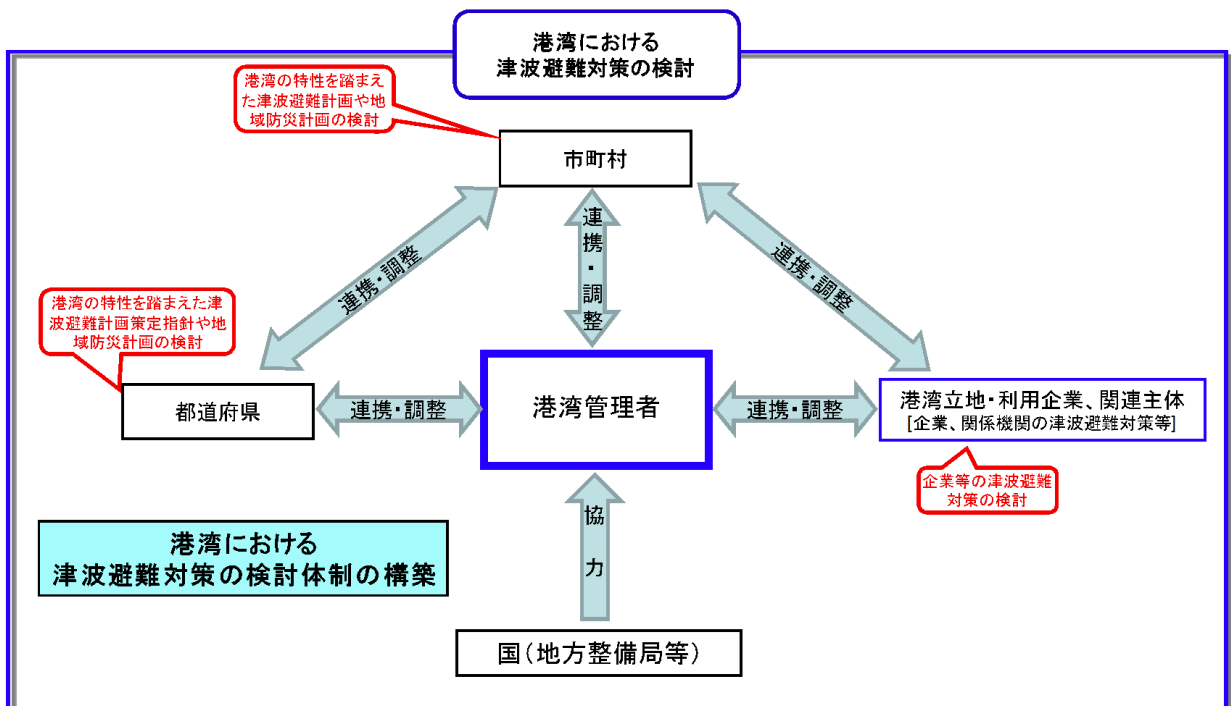 港湾における
津波避難対策の検討
港湾の特性を踏まえ
た津波避難計画や地
域防災計画の検討
市町村
連携・調整
連携・調整
連携・調整
港湾の特性を踏まえた津
波避難計画策定指針や地
域防災計画の検討
都道府県
連携・調整
港湾管理者
連携・調整
港湾立地・利用企業、関連主体
[企業、関係機関の津波避難対策等]
企業等の津波避難
対策の検討
協力
港湾における
津波避難対策の検討体制の構築
国(地方整備局等)